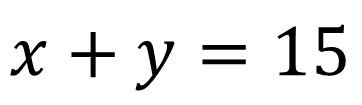 x + y = 15